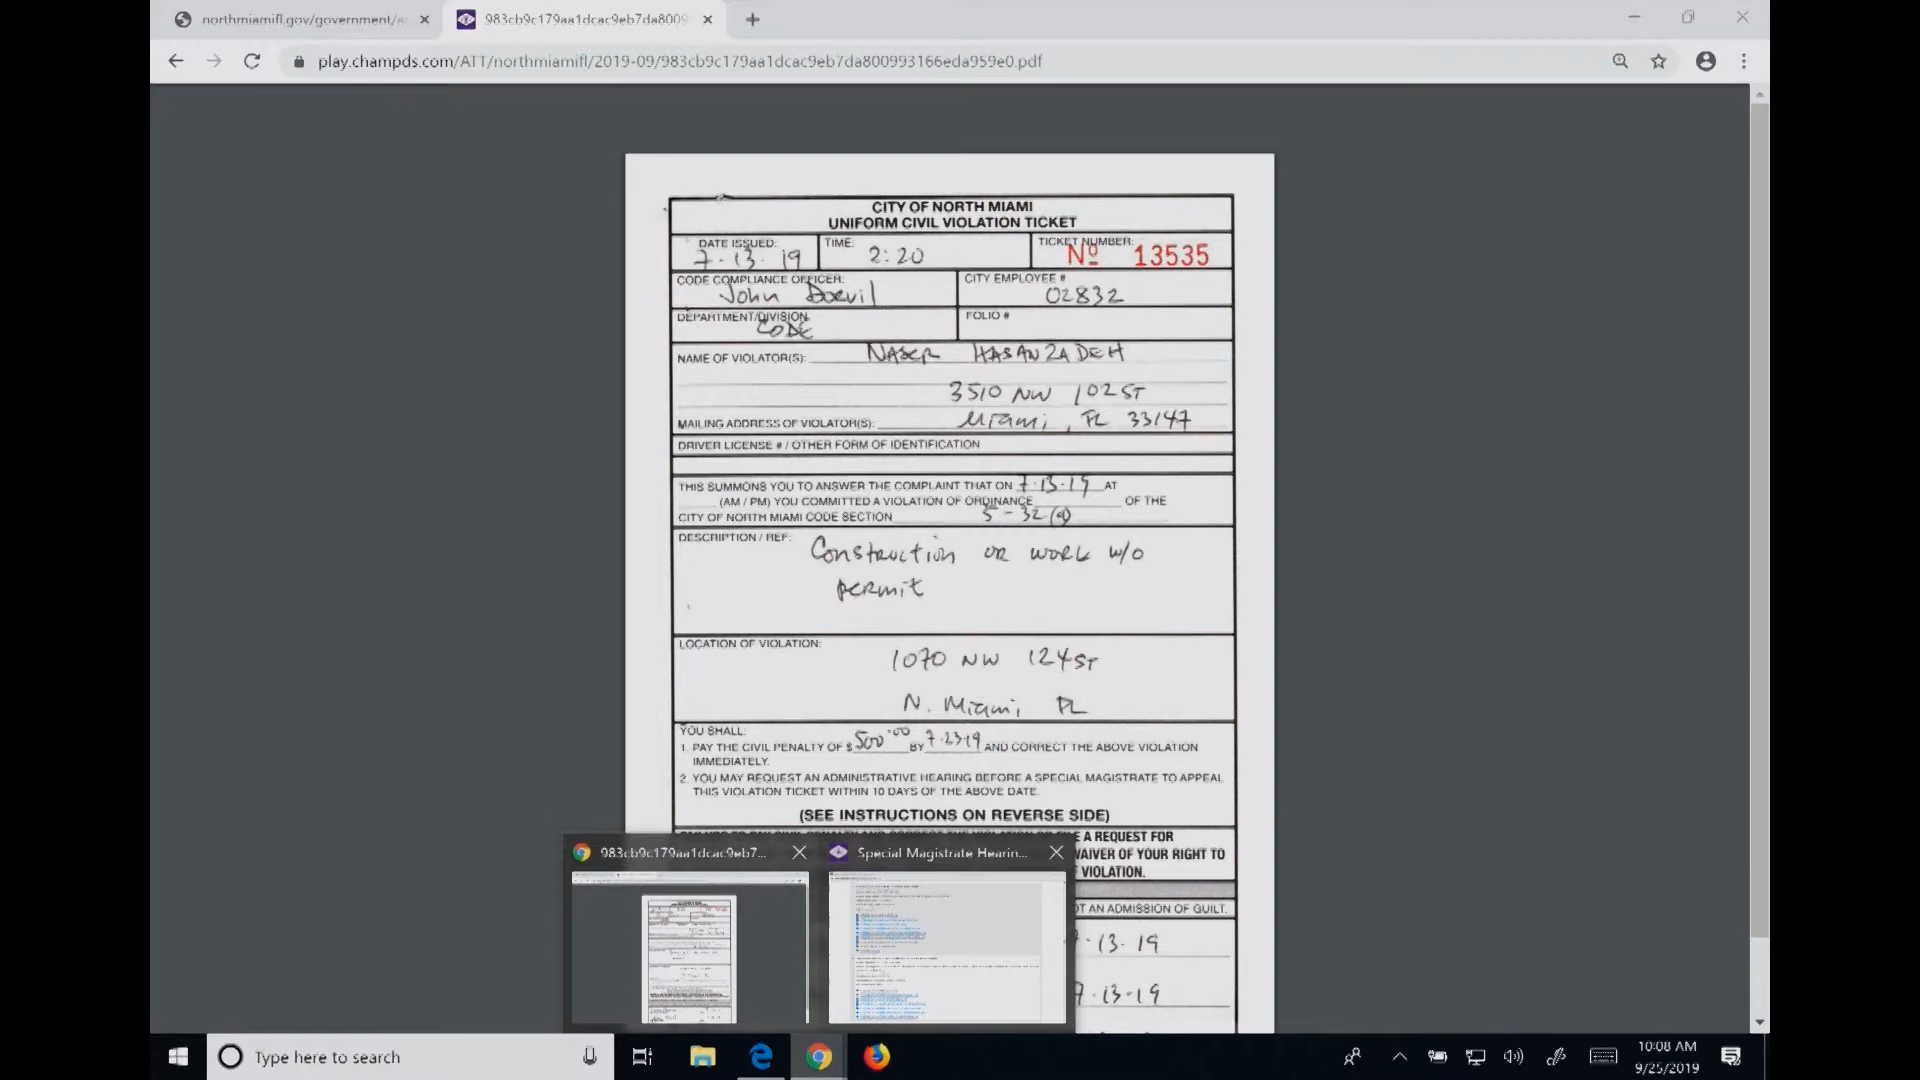 northmiamifl.gov/government/a
983cb9c179aa1dcac9eb7da8009
play.champds.com/ATT/northmiamifl/2019-09/983cb9c179aa1dcac9eb7da800993166eda959e0.pdf
CITY OF NORTH MIAMI
UNIFORM CIVIL VIOLATION TICKET
DATE ISSUED: 7-13-19 TIME: 2:20 TICKET NUMBER: Nº 13535
CODE COMPLIANCE OFFICER: John Dorvil CITY EMPLOYEE # 02832
DEPARTMENT/DIVISION CODE FOLIO #
NAME OF VIOLATOR(S): NASER HASANZADEH
3510 NW 102 ST
MAILING ADDRESS OF VIOLATOR(S): Miami, FL 33147
DRIVER LICENSE # / OTHER FORM OF IDENTIFICATION
THIS SUMMONS YOU TO ANSWER THE COMPLAINT THAT ON 7-13-19 AT
(AM / PM) YOU COMMITTED A VIOLATION OF ORDINANCE OF THE
CITY OF NORTH MIAMI CODE SECTION 5-32(a)
DESCRIPTION / REF: Construction or work w/o
permit
LOCATION OF VIOLATION:
1070 NW 124 ST
N. Miami, FL
YOU SHALL:
1. PAY THE CIVIL PENALTY OF $ 500.00 BY 7-23-19 AND CORRECT THE ABOVE VIOLATION
IMMEDIATELY.
2. YOU MAY REQUEST AN ADMINISTRATIVE HEARING BEFORE A SPECIAL MAGISTRATE TO APPEAL
THIS VIOLATION TICKET WITHIN 10 DAYS OF THE ABOVE DATE.
(SEE INSTRUCTIONS ON REVERSE SIDE)
E A REQUEST FOR
WAIVER OF YOUR RIGHT TO
VIOLATION.
OT AN ADMISSION OF GUILT.
7-13-19
7-13-19
983cb9c179aa1dcac9eb7...
Special Magistrate Hearin...
Type here to search
10:08 AM
9/25/2019